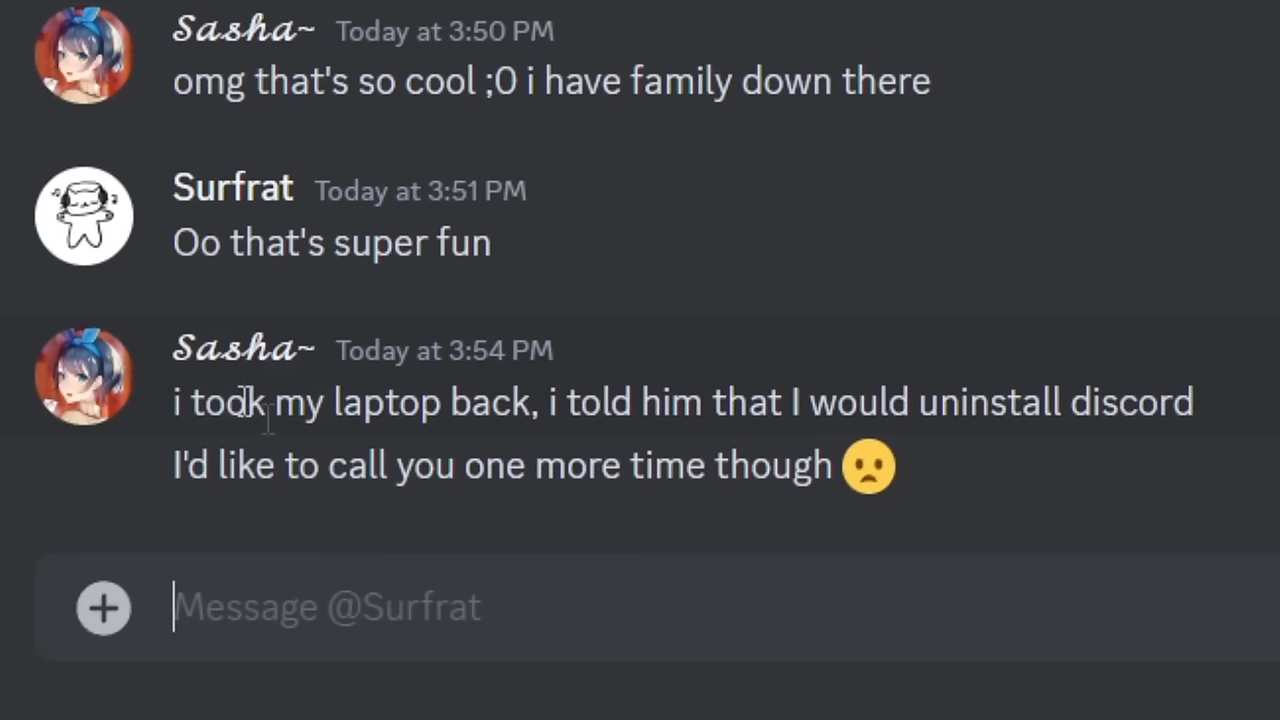 Sasha~ Today at 3:50 PM
omg that's so cool ;0 i have family down there
Surfrat Today at 3:51 PM
Oo that's super fun
Sasha~ Today at 3:54 PM
i took my laptop back, i told him that I would uninstall discord
I'd like to call you one more time though 🙁
Message @Surfrat